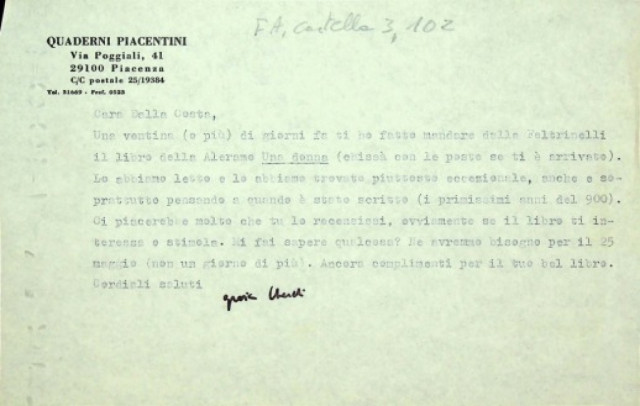 FA, cartella 3, 102
QUADERNI PIACENTINI
Via Poggiali, 41
29100 Piacenza
C/C postale 25/19384
Tel. 31669 - Pref. 0523
Cara Dalla Costa,
Una ventina (o più) di giorni fa ti ho fatto mandare dalla Feltrinelli
il libro della Aleramo Una donna (chissà con le poste se ti è arrivato).
Lo abbiamo letto e lo abbiamo trovato piuttosto eccezionale, anche e so-
prattutto pensando a quando è stato scritto (i primissimi anni del 900).
Ci piacerebbe molto che tu lo recensissi, ovviamente se il libro ti in-
teressa e stimola. Mi fai sapere qualcosa? Ne avremmo bisogno per il 25
maggio (non un giorno di più). Ancora complimenti per il tuo bel libro.
Cordiali saluti